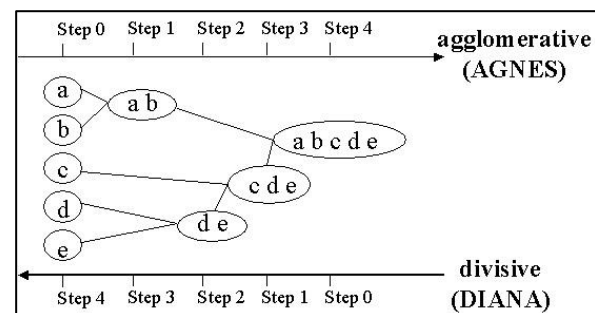 Step 0 Step 1 Step 2 Step 3 Step 4
agglomerative
(AGNES)
a
a b
b
a b c d e
c
c d e
d
d e
e
divisive
(DIANA)
Step 4 Step 3 Step 2 Step 1 Step 0